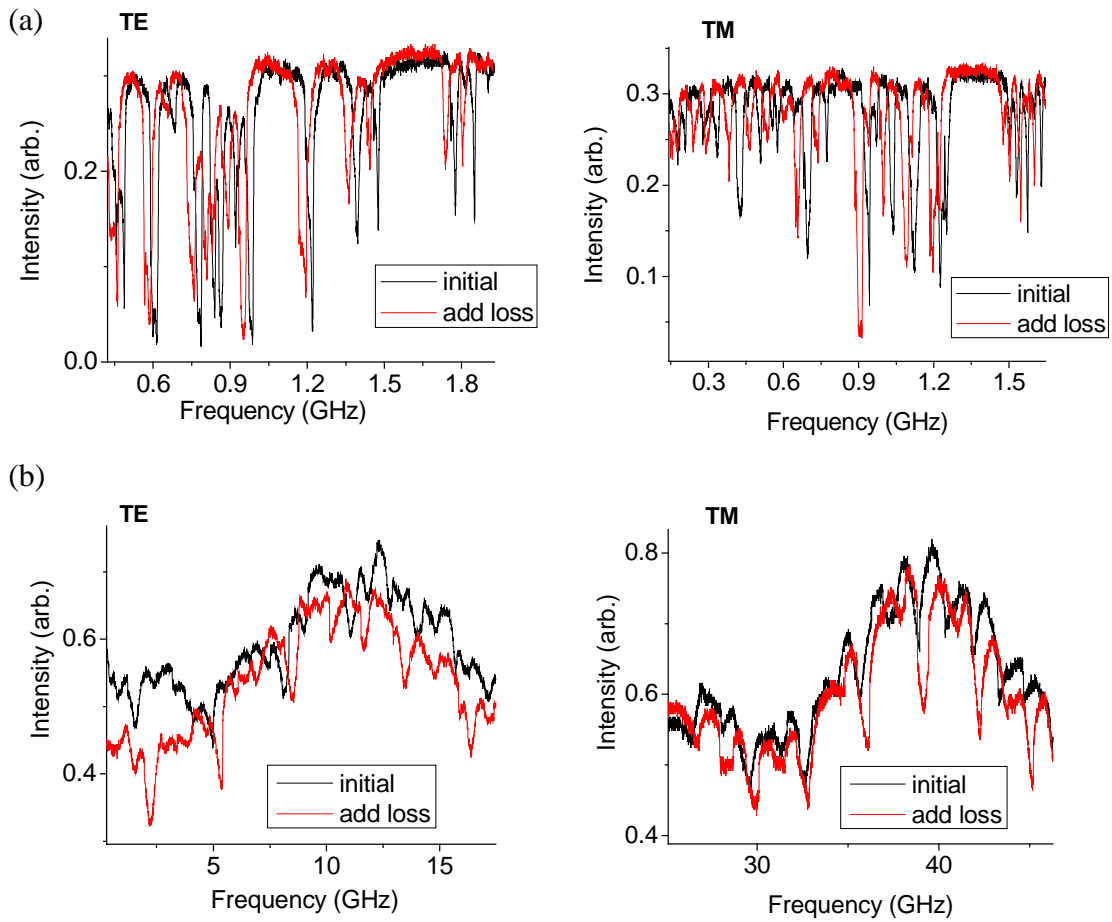 (a)
TE
Intensity (arb.)
0.2
0.0
initial
add loss
0.6 0.9 1.2 1.5 1.8
Frequency (GHz)
TM
Intensity (arb.)
0.3
0.2
0.1
initial
add loss
0.3 0.6 0.9 1.2 1.5
Frequency (GHz)
(b)
TE
Intensity (arb.)
0.6
0.4
initial
add loss
5 10 15
Frequency (GHz)
TM
Intensity (arb.)
0.8
0.6
0.4
initial
add loss
30 40
Frequency (GHz)